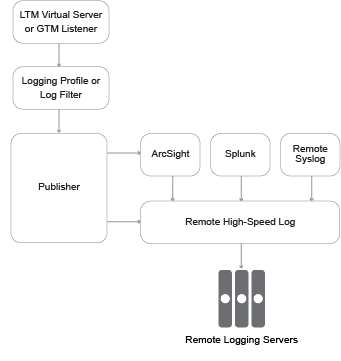 LTM Virtual Server
or GTM Listener
Logging Profile or
Log Filter
Publisher
ArcSight
Splunk
Remote
Syslog
Remote High-Speed Log
Remote Logging Servers